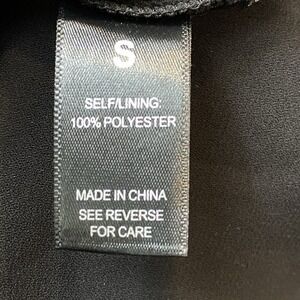 S
SELF/LINING:
100% POLYESTER
MADE IN CHINA
SEE REVERSE
FOR CARE